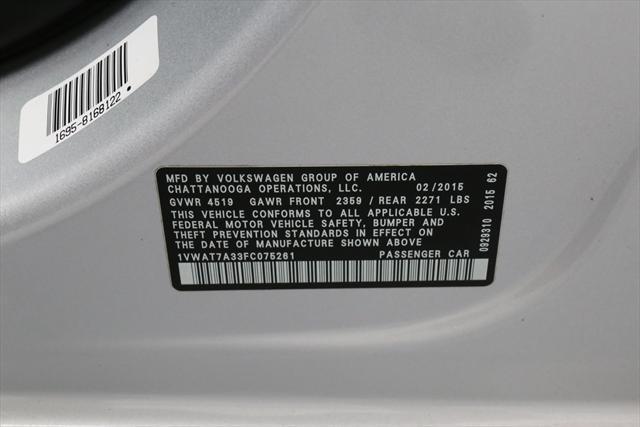 1695-8168122
MFD BY VOLKSWAGEN GROUP OF AMERICA
CHATTANOOGA OPERATIONS, LLC. 02/2015
GVWR 4519 GAWR FRONT 2359 / REAR 2271 LBS
THIS VEHICLE CONFORMS TO ALL APPLICABLE U.S.
FEDERAL MOTOR VEHICLE SAFETY, BUMPER AND
THEFT PREVENTION STANDARDS IN EFFECT ON
THE DATE OF MANUFACTURE SHOWN ABOVE
1VWAT7A33FC075261 PASSENGER CAR
0929310 2015 62